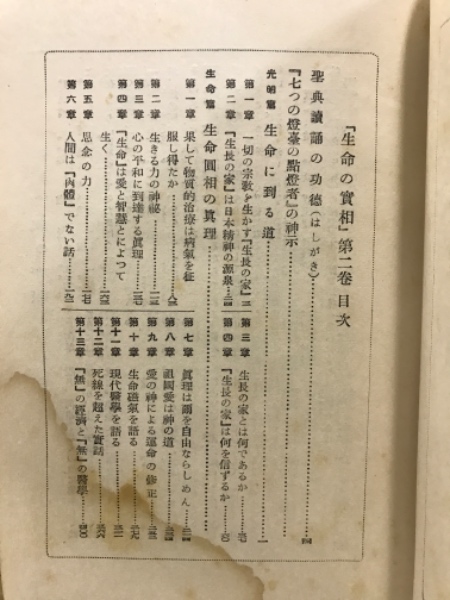 『生命の實相』第二卷目次
聖典讀誦の功德(はしがき)
『七つの燈臺の點燈者』の神示
光明篇 生命に到る道……一
第一章 一切の宗教を生かす『生長の家』
第二章 『生長の家』は日本精神の源泉
第三章 生長の家とは何であるか
第四章 『生長の家』は何を信ずるか
生命篇 生命圓相の眞理
第一章 果して物質的治療は病氣を征
服し得たか
第二章 生きる力の神祕
第三章 心の平和に到達する眞理
第四章 『生命』は愛と智慧とによつて
生く
第五章 思念の力
第六章 人間は『肉體』でない話
第七章 眞理は汝を自由ならしめん
第八章 祖國愛は神の道
第九章 愛の神による運命の修正
第十章 生命磁氣を語る
第十一章 現代醫學を語る
第十二章 死線を超えた實話
第十三章 『無』の經濟と『無』の醫學